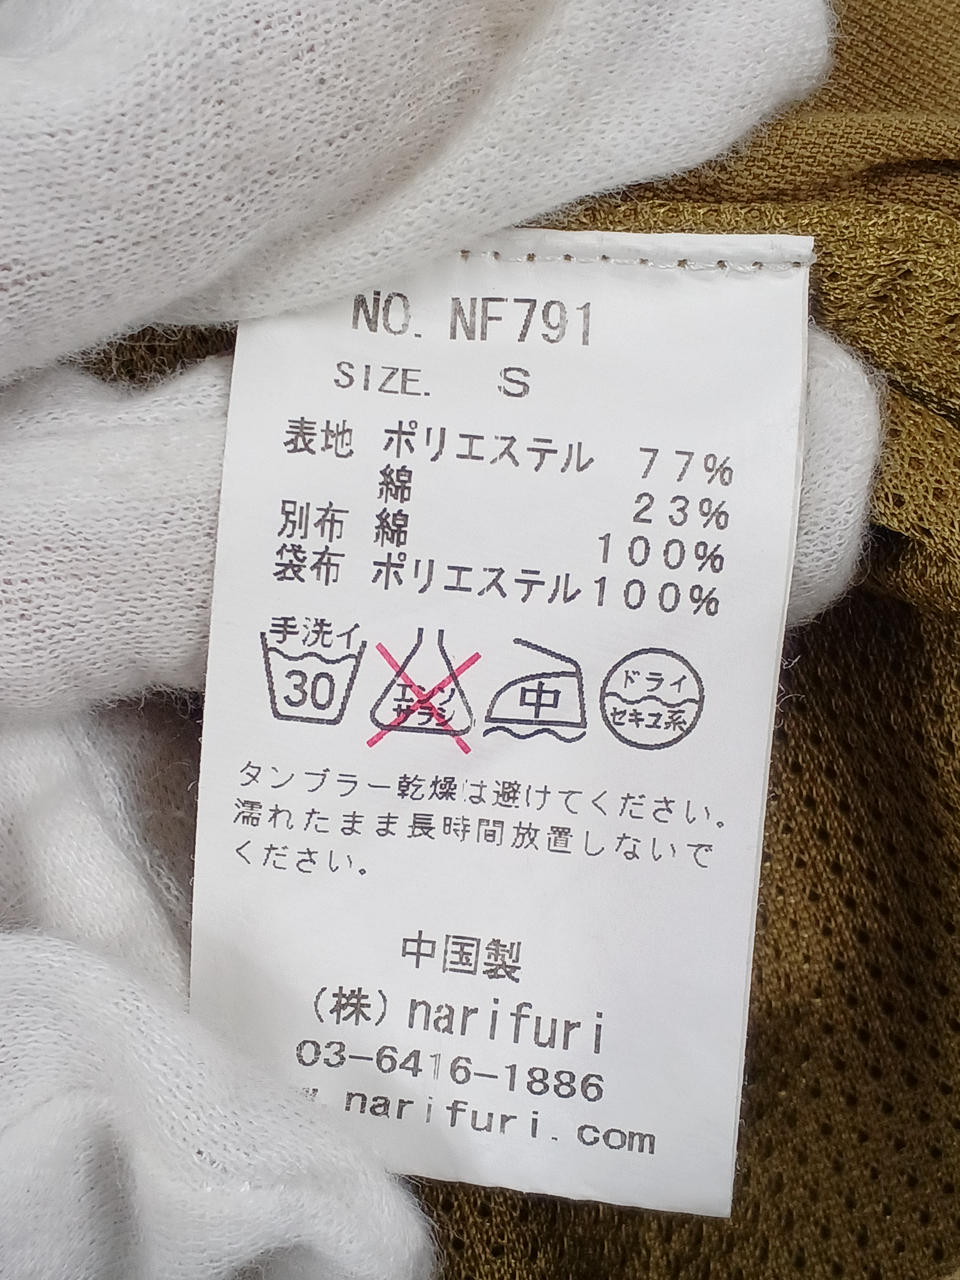 NO. NF791
SIZE. S
表地 ポリエステル 77%
綿 23%
別布 綿 100%
袋布 ポリエステル100%
手洗イ
30
エンソ
サラシ
中
ドライ
セキユ系
タンブラー乾燥は避けてください。
濡れたまま長時間放置しないで
ください。
中国製
(株) narifuri
03-6416-1886
narifuri.com